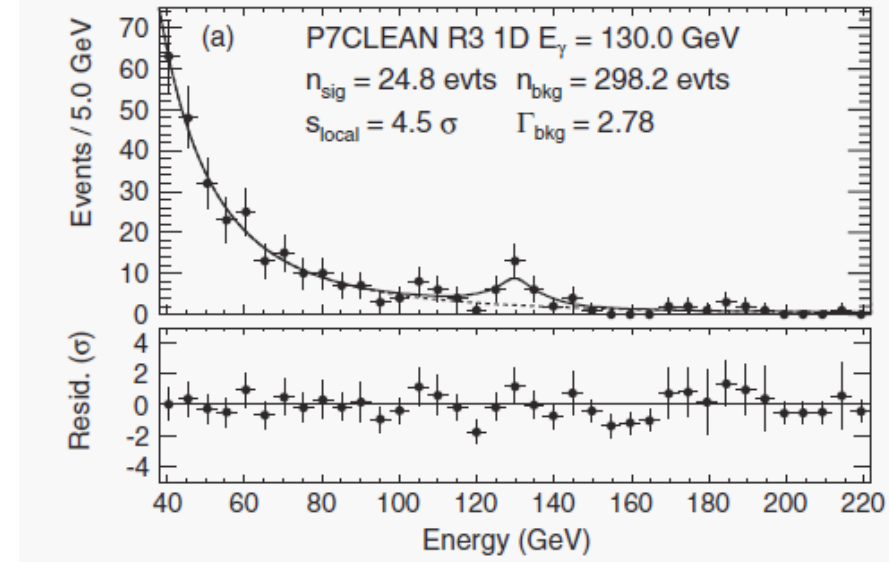 (a) P7CLEAN R3 1D Eγ = 130.0 GeV
nsig = 24.8 evts nbkg = 298.2 evts
slocal = 4.5 σ Γbkg = 2.78
Events / 5.0 GeV
70
60
50
40
30
20
10
0
Resid. (σ)
4
2
0
-2
-4
40 60 80 100 120 140 160 180 200 220
Energy (GeV)